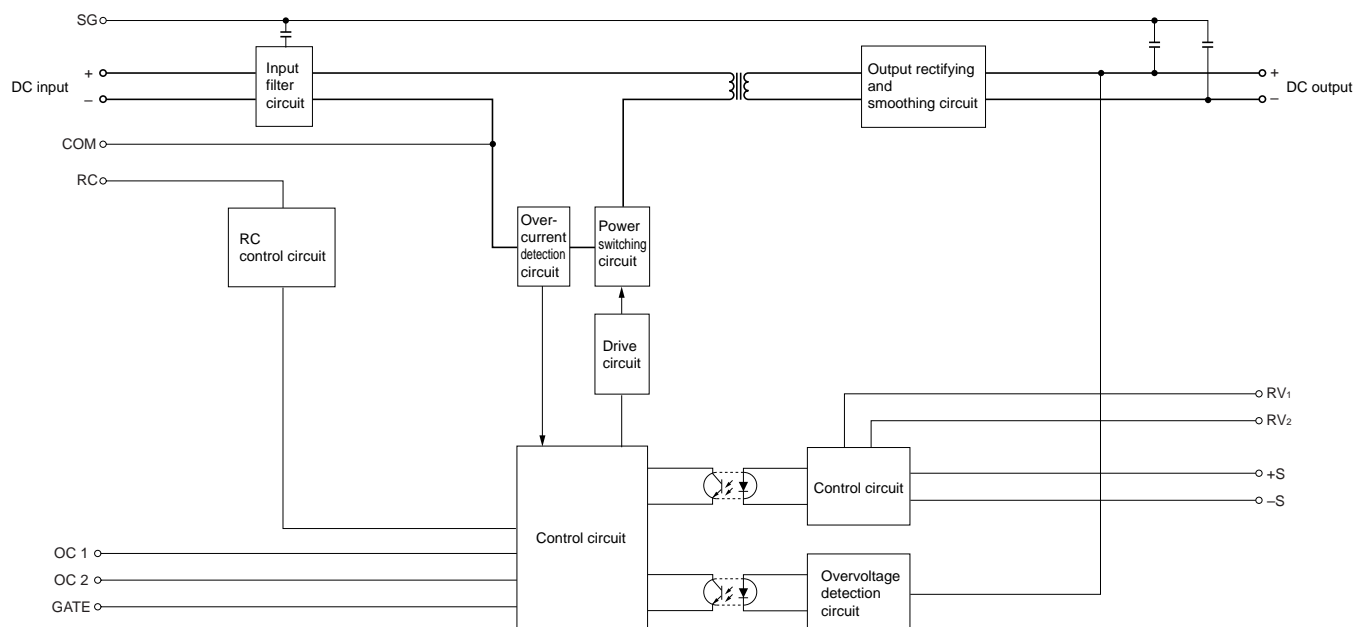 SG
DC input
+
–
Input
filter
circuit
Output rectifying
and
smoothing circuit
+
–
DC output
COM
RC
RC
control circuit
Over-
current
detection
circuit
Power
switching
circuit
Drive
circuit
RV1
RV2
Control circuit
+S
–S
Control circuit
OC 1
OC 2
GATE
Overvoltage
detection
circuit